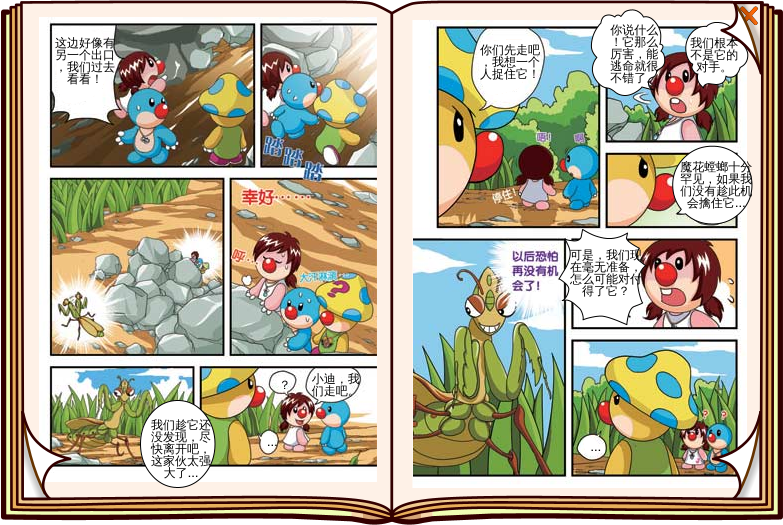 这边好像有
另一个出口
，我们过去
看看！
踏踏踏
幸好……
呼…
大汗淋漓
?
我们趁它还
没发现，尽
快离开吧，
这家伙太强
大了…
?
小迪，我
们走吧。
…
你们先走吧
，我想一个
人捉住它！
唔!
停住!
你说什么
！它那么
厉害，能
逃命就很
不错了。
我们根本
不是它的
对手。
魔花螳螂十分
罕见，如果我
们没有趁此机
会擒住它…
以后恐怕
再没有机
会了！
可是，我们现
在毫无准备，
怎么可能对付
得了它？
…
?
?